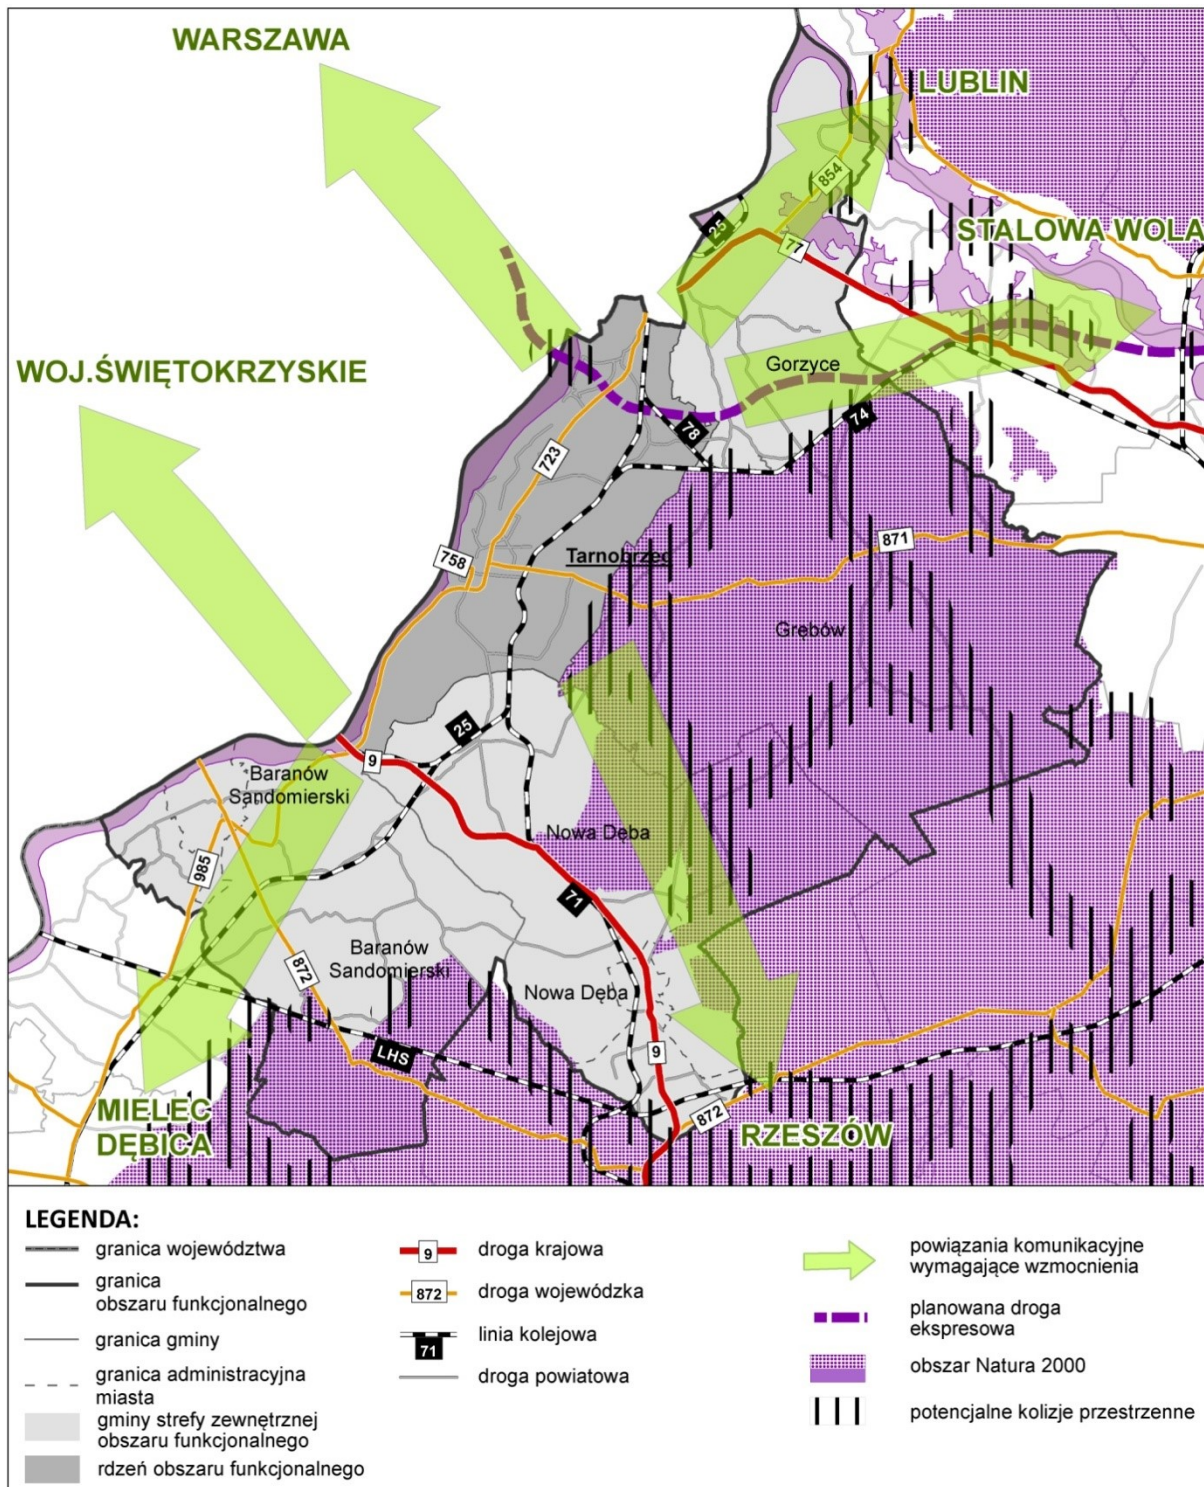 WARSZAWA
LUBLIN
854
25
STALOWA WOLA
77
WOJ.ŚWIĘTOKRZYSKIE
Gorzyce
74
78
723
871
758
Tarnobrzeg
Grębów
25
9
Baranów
Sandomierski
Nowa Dęba
985
71
Baranów
Sandomierski
872
Nowa Dęba
LHS
9
MIELEC
DĘBICA
872
RZESZÓW
LEGENDA:
granica województwa
granica
obszaru funkcjonalnego
granica gminy
granica administracyjna
miasta
gminy strefy zewnętrznej
obszaru funkcjonalnego
rdzeń obszaru funkcjonalnego
9 droga krajowa
872 droga wojewódzka
71 linia kolejowa
droga powiatowa
powiązania komunikacyjne
wymagające wzmocnienia
planowana droga
ekspresowa
obszar Natura 2000
potencjalne kolizje przestrzenne